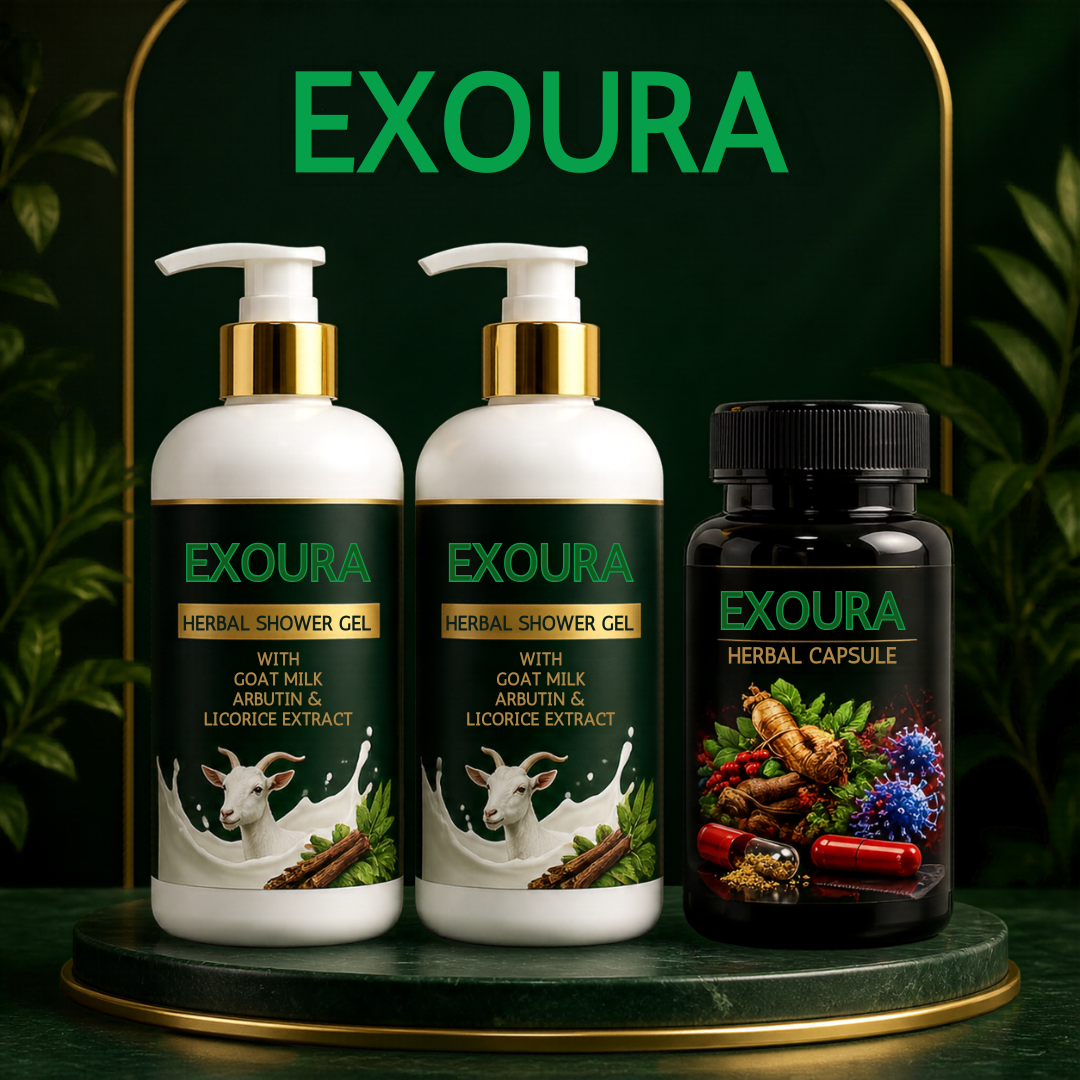 EXOURA
EXOURA
HERBAL SHOWER GEL
WITH
GOAT MILK
ARBUTIN &
LICORICE EXTRACT
EXOURA
HERBAL SHOWER GEL
WITH
GOAT MILK
ARBUTIN &
LICORICE EXTRACT
EXOURA
HERBAL CAPSULE